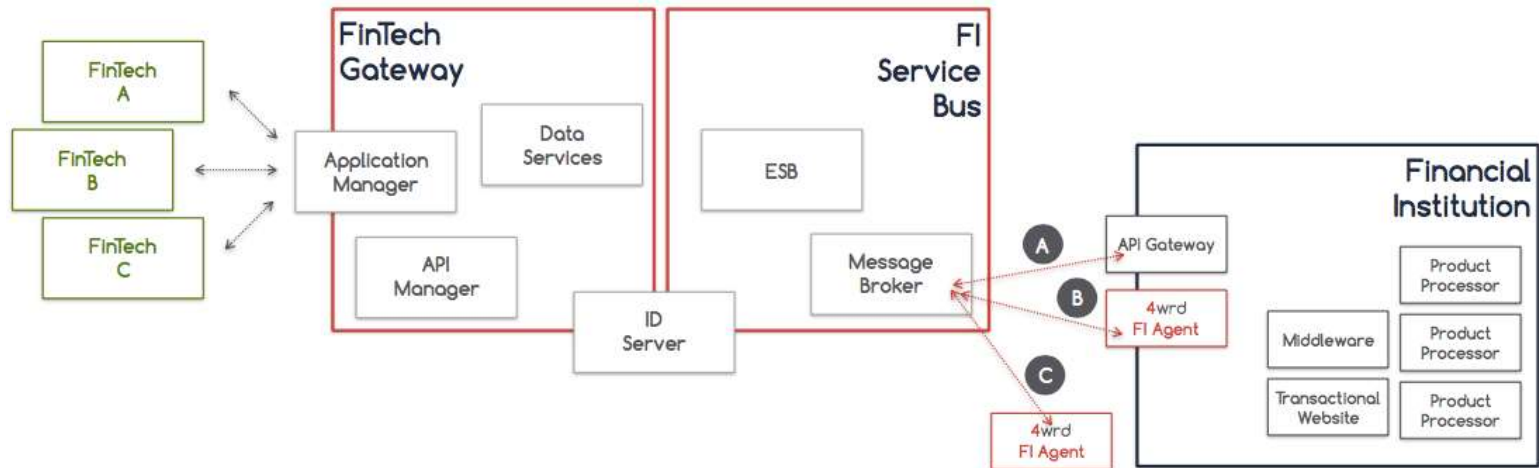 FinTech
A
FinTech
B
FinTech
C
FinTech
Gateway
Application
Manager
Data
Services
API
Manager
ID
Server
FI
Service
Bus
ESB
Message
Broker
A
B
C
4wrd
FI Agent
Financial
Institution
API Gateway
4wrd
FI Agent
Middleware
Transactional
Website
Product
Processor
Product
Processor
Product
Processor